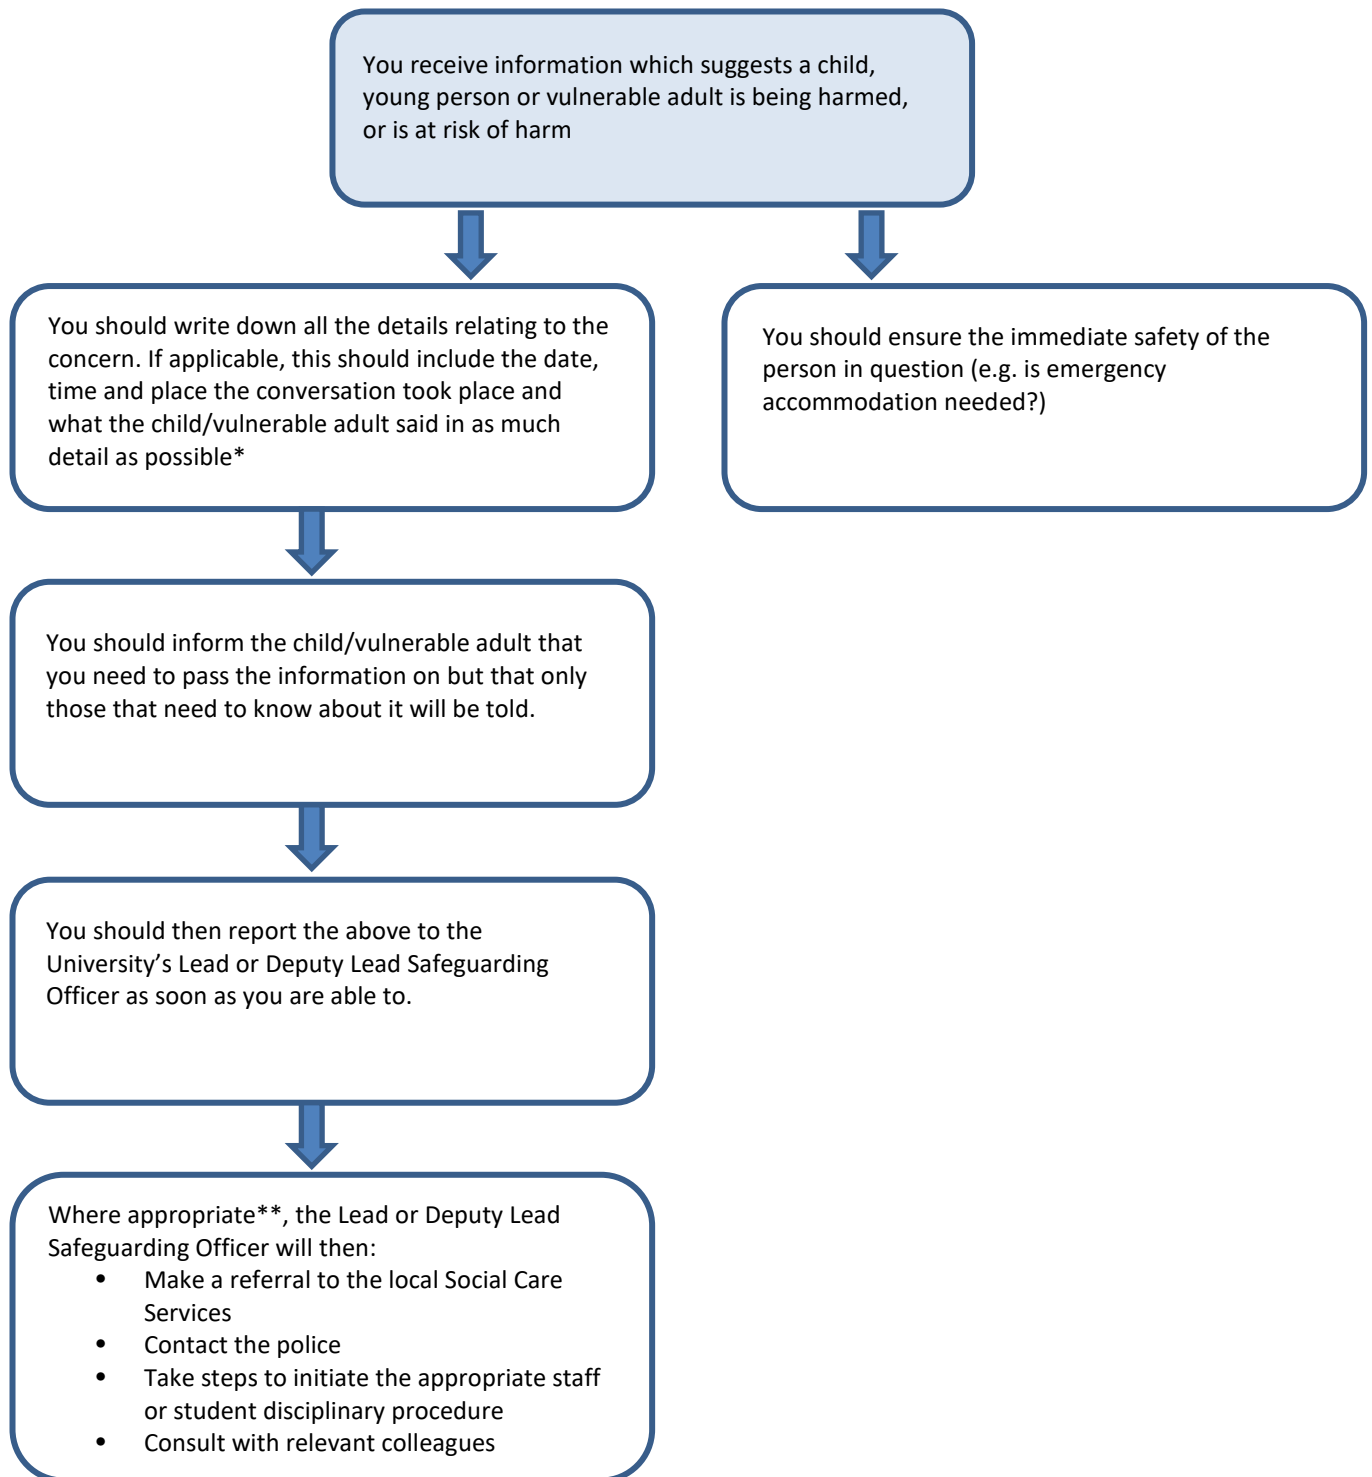 You receive information which suggests a child,
young person or vulnerable adult is being harmed,
or is at risk of harm
You should write down all the details relating to the
concern. If applicable, this should include the date,
time and place the conversation took place and
what the child/vulnerable adult said in as much
detail as possible*
You should ensure the immediate safety of the
person in question (e.g. is emergency
accommodation needed?)
You should inform the child/vulnerable adult that
you need to pass the information on but that only
those that need to know about it will be told.
You should then report the above to the
University’s Lead or Deputy Lead Safeguarding
Officer as soon as you are able to.
Where appropriate**, the Lead or Deputy Lead
Safeguarding Officer will then:
• Make a referral to the local Social Care
Services
• Contact the police
• Take steps to initiate the appropriate staff
or student disciplinary procedure
• Consult with relevant colleagues